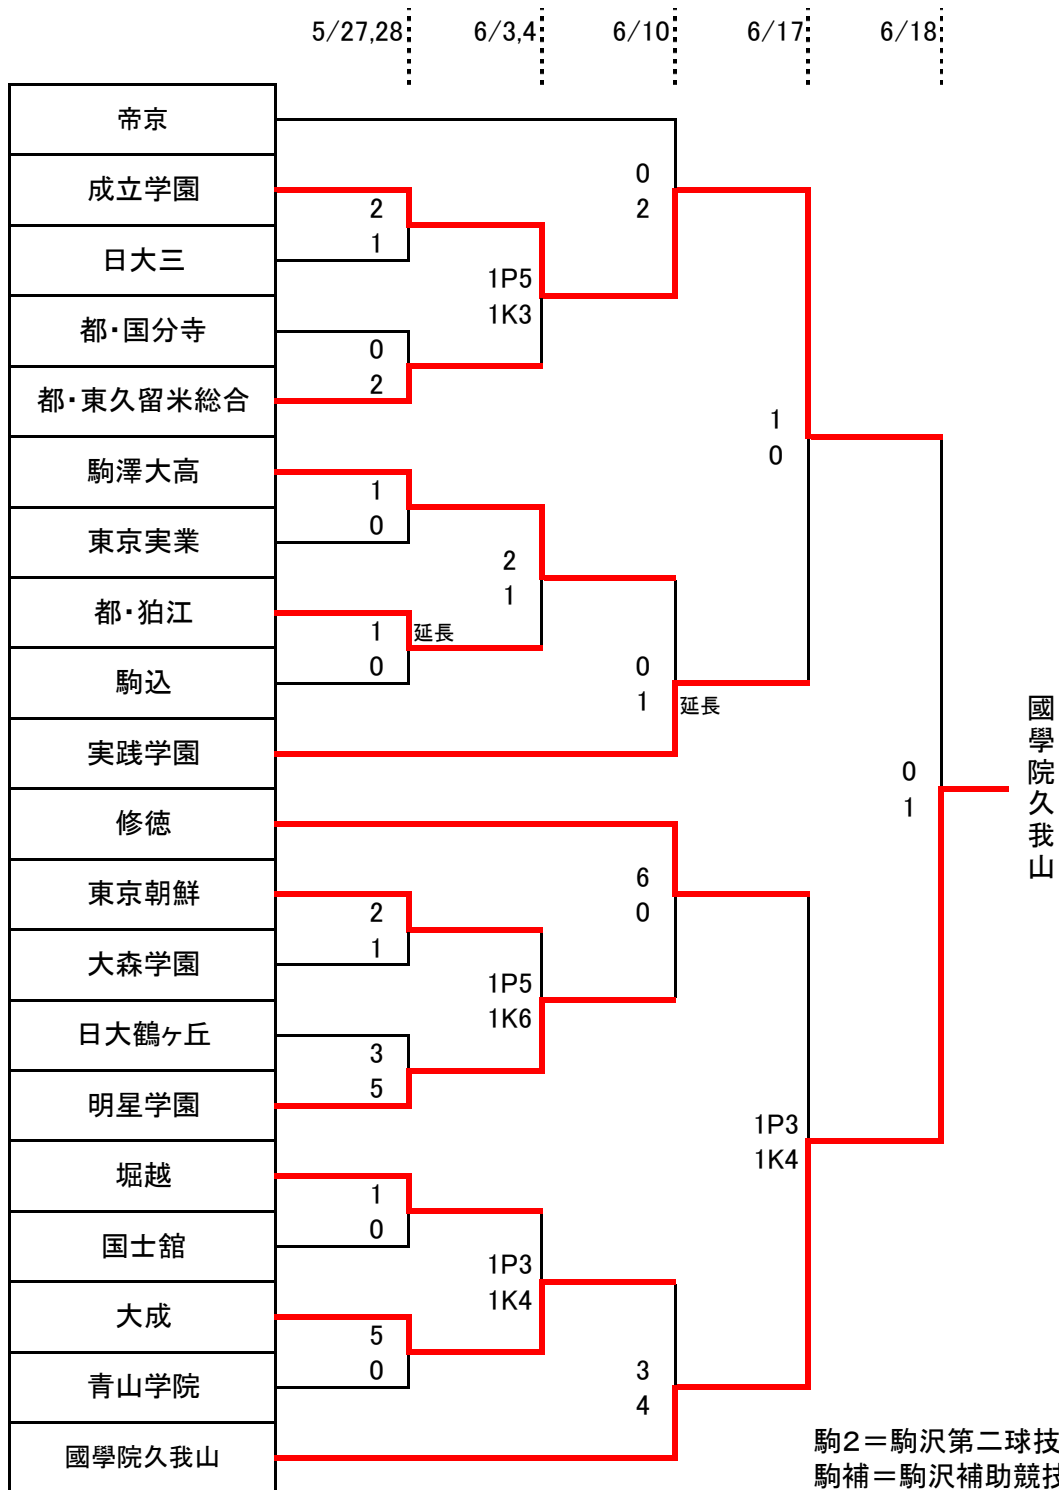 5/27,28 6/3,4 6/10 6/17 6/18
帝京
0
成立学園
2
2
1
日大三
1P5
1K3
都・国分寺
0
2
都・東久留米総合
1
0
駒澤大高
1
0
東京実業
2
1
都・狛江
1 延長
0
駒込
0
1 延長
実践学園
國學院久我山
0
1
修徳
6
0
東京朝鮮
2
1
大森学園
1P5
1K6
日大鶴ヶ丘
3
5
明星学園
1P3
1K4
堀越
1
0
国士舘
1P3
1K4
大成
5
0
青山学院
3
4
國學院久我山
駒2＝駒沢第二球技
駒補＝駒沢補助競技